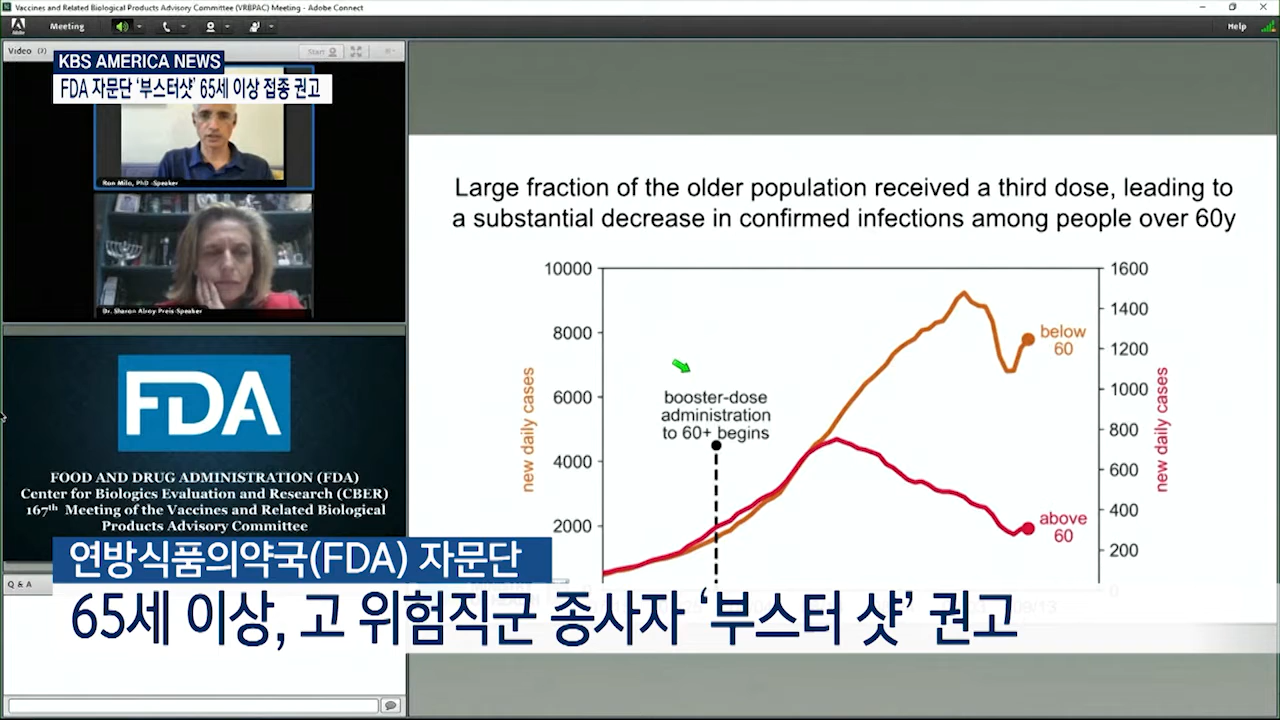 Vaccines and Related Biological Products Advisory Committee (VRBPAC) Meeting - Adobe Connect
Adobe
Meeting
Help
Video (3)
Start
KBS AMERICA NEWS
FDA 자문단 ‘부스터샷’ 65세 이상 접종 권고
Ron Milo, PhD -Speaker
Dr. Sharon Alroy Preis-Speaker
FDA
FOOD AND DRUG ADMINISTRATION (FDA)
Center for Biologics Evaluation and Research (CBER)
167th Meeting of the Vaccines and Related Biological
Products Advisory Committee
Q & A
Large fraction of the older population received a third dose, leading to
a substantial decrease in confirmed infections among people over 60y
10000
8000
6000
4000
2000
new daily cases
booster-dose
administration
to 60+ begins
below
60
above
60
1600
1400
1200
1000
800
600
400
200
0
new daily cases
연방식품의약국(FDA) 자문단
65세 이상, 고 위험직군 종사자 ‘부스터 샷’ 권고